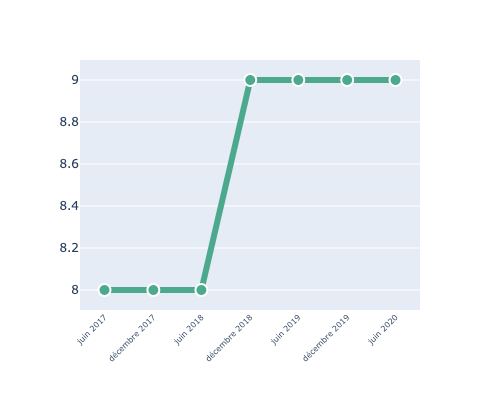 9
8.8
8.6
8.4
8.2
8
juin 2017
décembre 2017
juin 2018
décembre 2018
juin 2019
décembre 2019
juin 2020